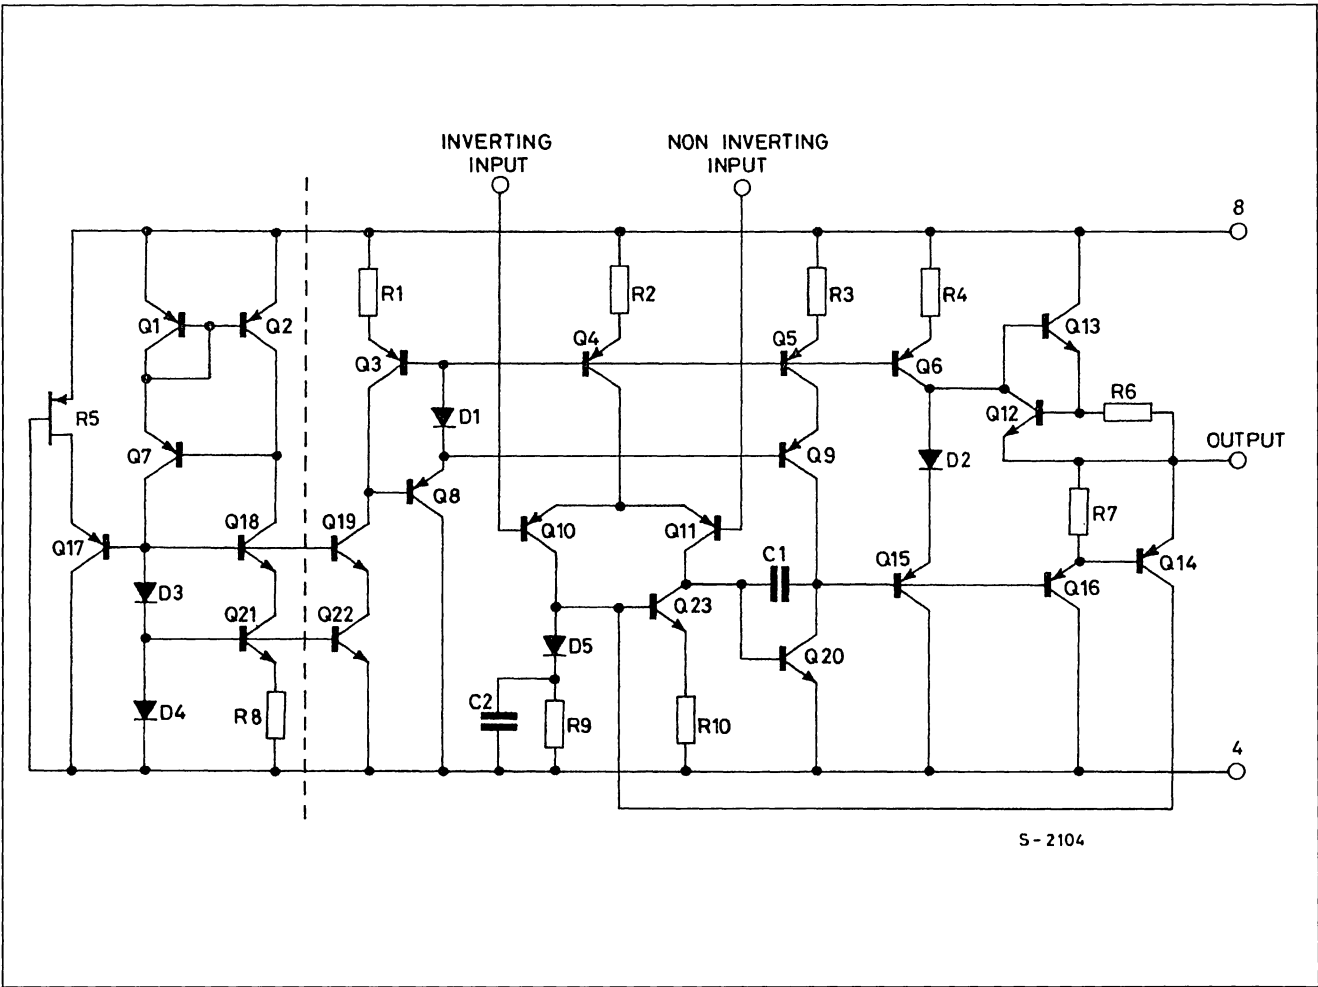 INVERTING
INPUT
NON INVERTING
INPUT
8
R1
R2
R3
R4
Q1
Q2
Q13
Q3
Q4
Q5
Q6
R5
D1
Q12
R6
Q7
Q9
D2
OUTPUT
Q8
R7
Q17
Q18
Q19
Q10
Q11
C1
Q15
Q16
Q14
D3
Q21
Q22
Q23
D5
Q20
D4
R8
C2
R9
R10
4
S-2104